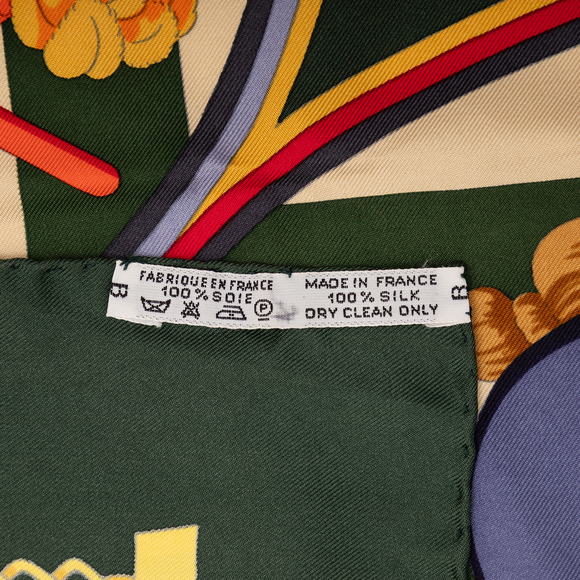 FABRIQUE EN FRANCE
100 % SOIE
MADE IN FRANCE
100 % SILK
DRY CLEAN ONLY
B
B
P